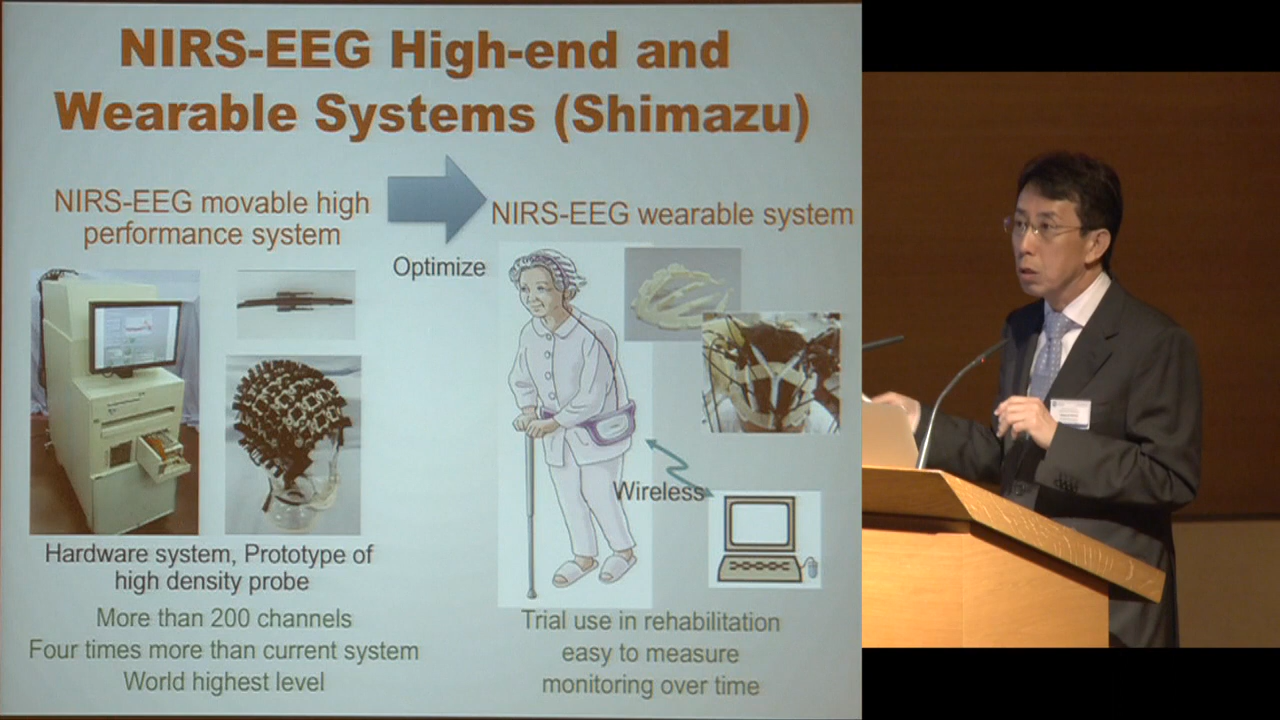 NIRS-EEG High-end and
Wearable Systems (Shimazu)
NIRS-EEG movable high
performance system
Optimize
NIRS-EEG wearable system
Wireless
Hardware system, Prototype of
high density probe
More than 200 channels
Four times more than current system
World highest level
Trial use in rehabilitation
easy to measure
monitoring over time